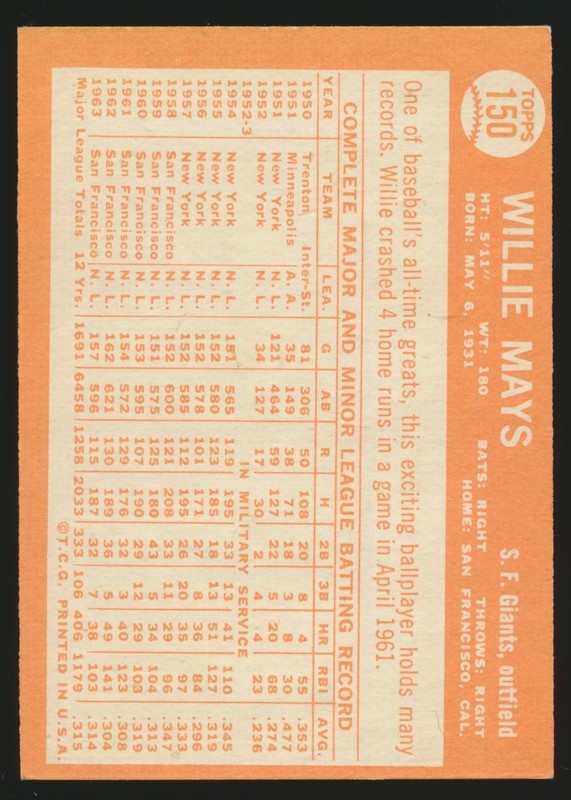 TOPPS
150
WILLIE MAYS
S. F. Giants, outfield
HT: 5'11" WT: 180 BATS: RIGHT THROWS: RIGHT
BORN: MAY 6, 1931 HOME: SAN FRANCISCO, CAL.
One of baseball's all-time greats, this exciting ballplayer holds many
records. Willie crashed 4 home runs in a game in April 1961.
COMPLETE MAJOR AND MINOR LEAGUE BATTING RECORD
YEAR TEAM LEA. G AB R H 2B 3B HR RBI AVG.
1950 Trenton Inter-St. 81 306 50 108 20 8 4 55 .353
1951 Minneapolis A. A. 35 149 38 71 18 3 8 30 .477
1951 New York N. L. 121 464 59 127 22 5 20 68 .274
1952 New York N. L. 34 127 17 30 2 4 4 23 .236
1952-3 IN MILITARY SERVICE
1954 New York N. L. 151 565 119 195 33 13 41 110 .345
1955 New York N. L. 152 580 123 185 18 13 51 127 .319
1956 New York N. L. 152 578 101 171 27 8 36 84 .296
1957 New York N. L. 152 585 112 195 26 20 35 97 .333
1958 San Francisco N. L. 152 600 121 208 33 11 29 96 .347
1959 San Francisco N. L. 151 575 125 180 43 5 34 104 .313
1960 San Francisco N. L. 153 595 107 190 29 12 29 103 .319
1961 San Francisco N. L. 154 572 129 176 32 3 40 123 .308
1962 San Francisco N. L. 162 621 130 189 36 5 49 141 .304
1963 San Francisco N. L. 157 596 115 187 32 7 38 103 .314
Major League Totals 12 Yrs. 1691 6458 1258 2033 333 106 406 1179 .315
©T.C.G. PRINTED IN U.S.A.